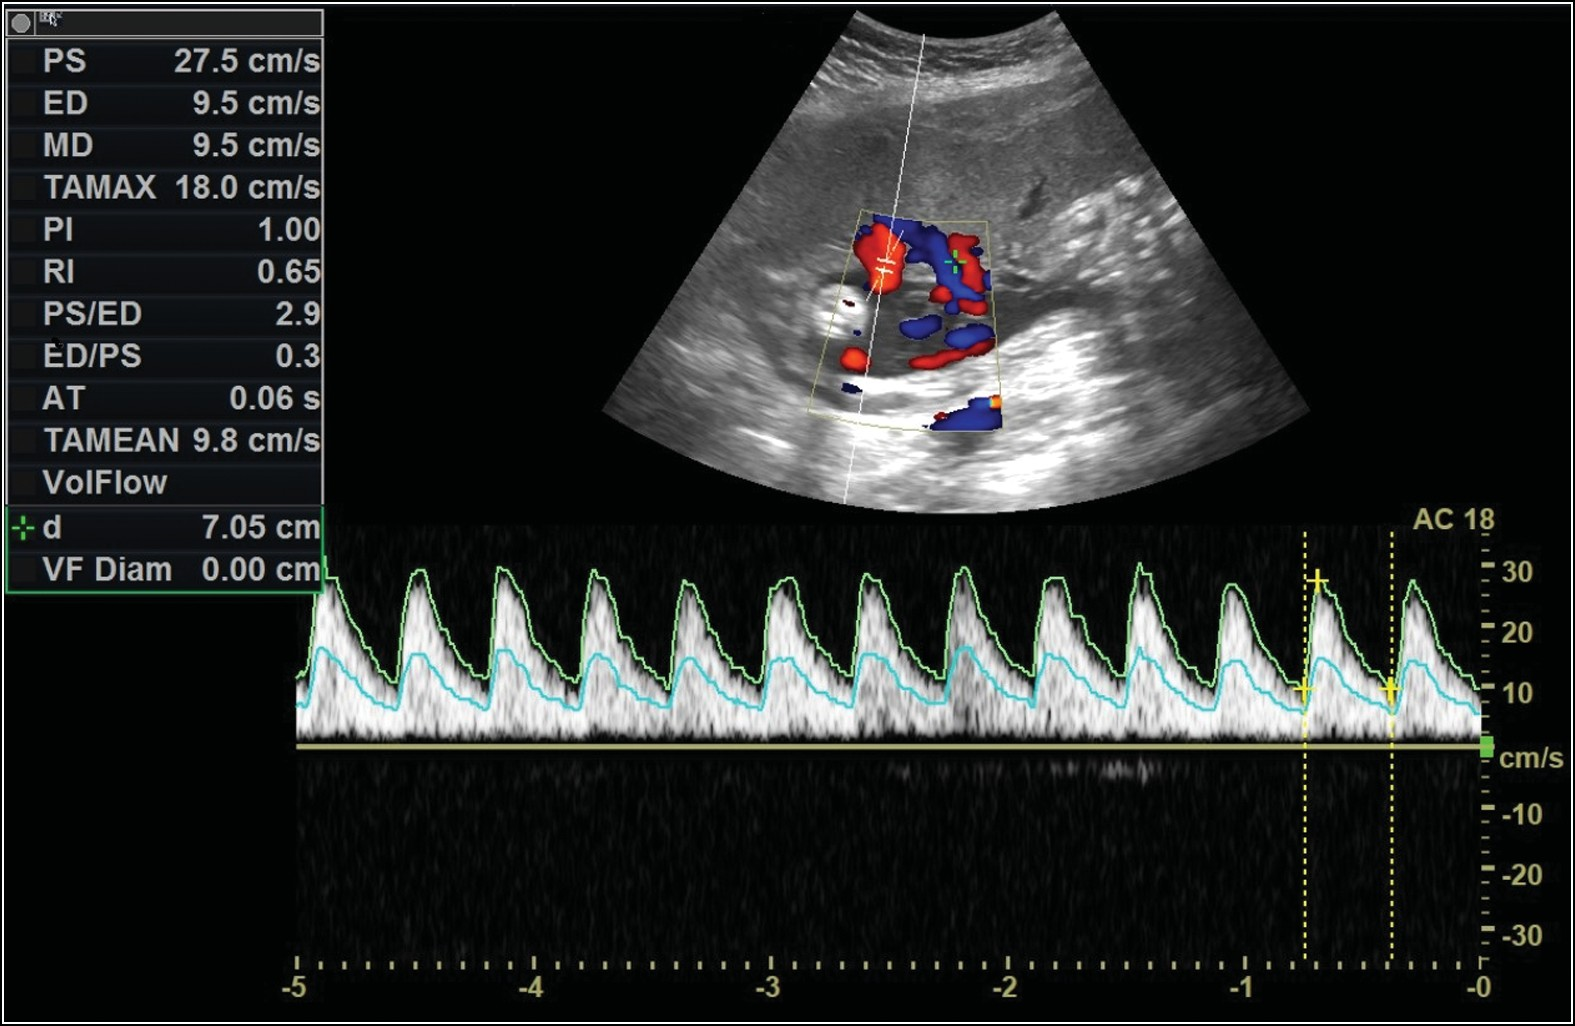 PS 27.5 cm/s
ED 9.5 cm/s
MD 9.5 cm/s
TAMAX 18.0 cm/s
PI 1.00
RI 0.65
PS/ED 2.9
ED/PS 0.3
AT 0.06 s
TAMEAN 9.8 cm/s
VolFlow
d 7.05 cm
VF Diam 0.00 cm
AC 18
30
20
10
cm/s
-10
-20
-30
-5 -4 -3 -2 -1 -0